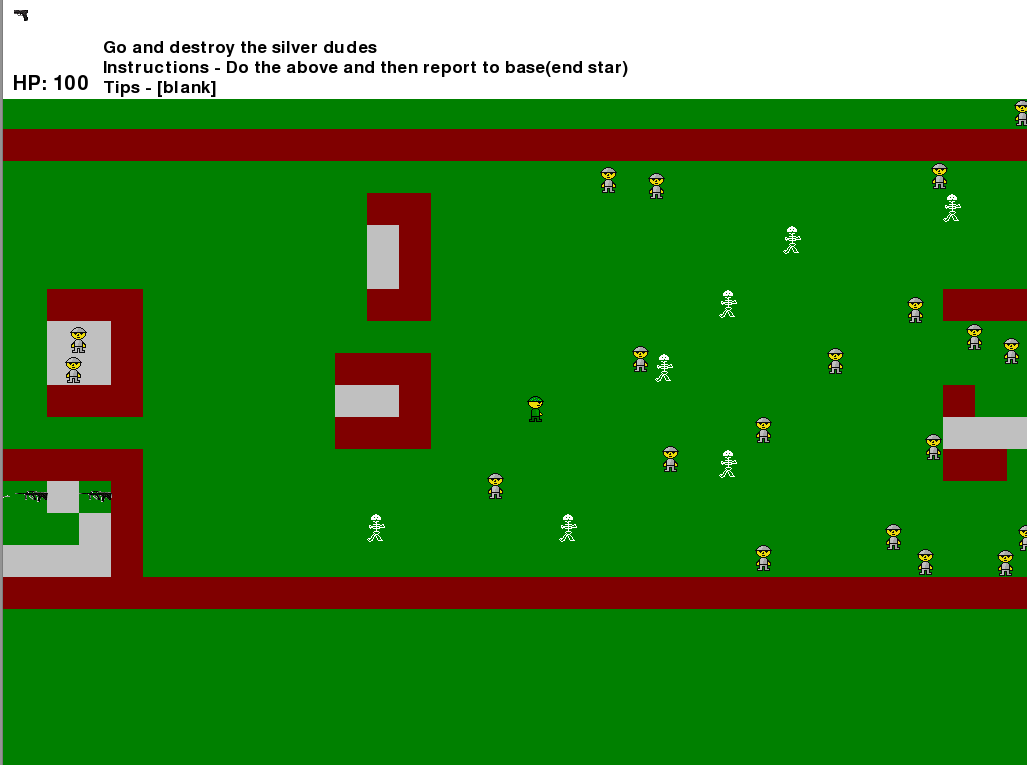 Go and destroy the silver dudes
Instructions - Do the above and then report to base(end star)
HP: 100
Tips - [blank]